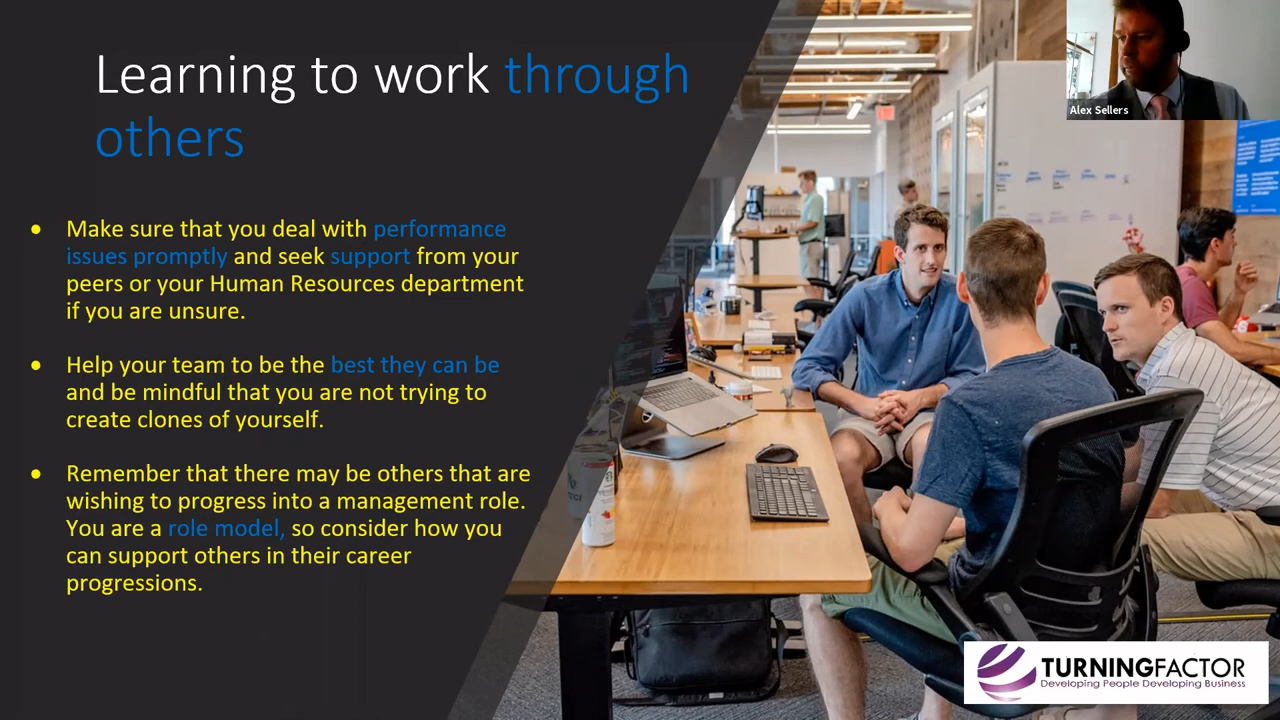 Learning to work through
others
Alex Sellers
● Make sure that you deal with performance
issues promptly and seek support from your
peers or your Human Resources department
if you are unsure.
● Help your team to be the best they can be
and be mindful that you are not trying to
create clones of yourself.
● Remember that there may be others that are
wishing to progress into a management role.
You are a role model, so consider how you
can support others in their career
progressions.
TURNINGFACTOR
Developing People Developing Business